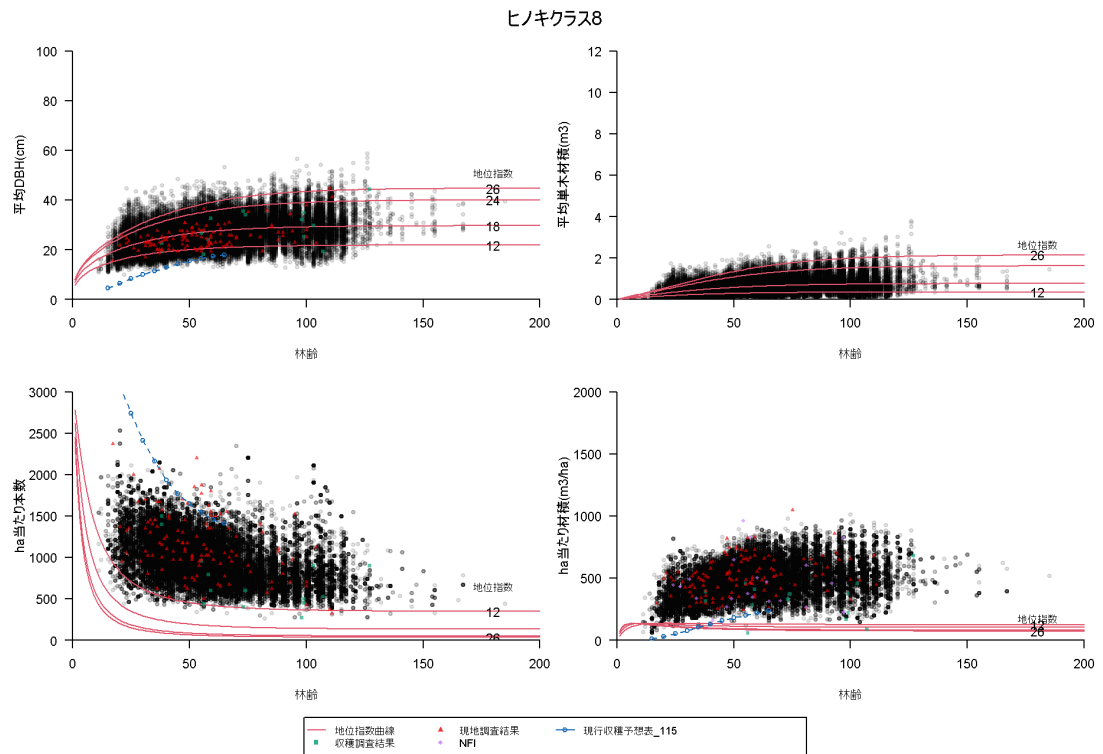 ヒノキクラス8
平均DBH(cm)
100
80
60
40
20
0
地位指数
26
24
18
12
0 50 100 150 200
林齢
平均単木材積(m3)
12
10
8
6
4
2
0
地位指数
26
12
0 50 100 150 200
林齢
ha当たり本数
3000
2500
2000
1500
1000
500
0
地位指数
12
26
0 50 100 150 200
林齢
ha当たり材積(m3/ha)
2000
1500
1000
500
0
地位指数
26
0 50 100 150 200
林齢
地位指数曲線 現地調査結果 現行収穫予想表_115
収穫調査結果 NFI